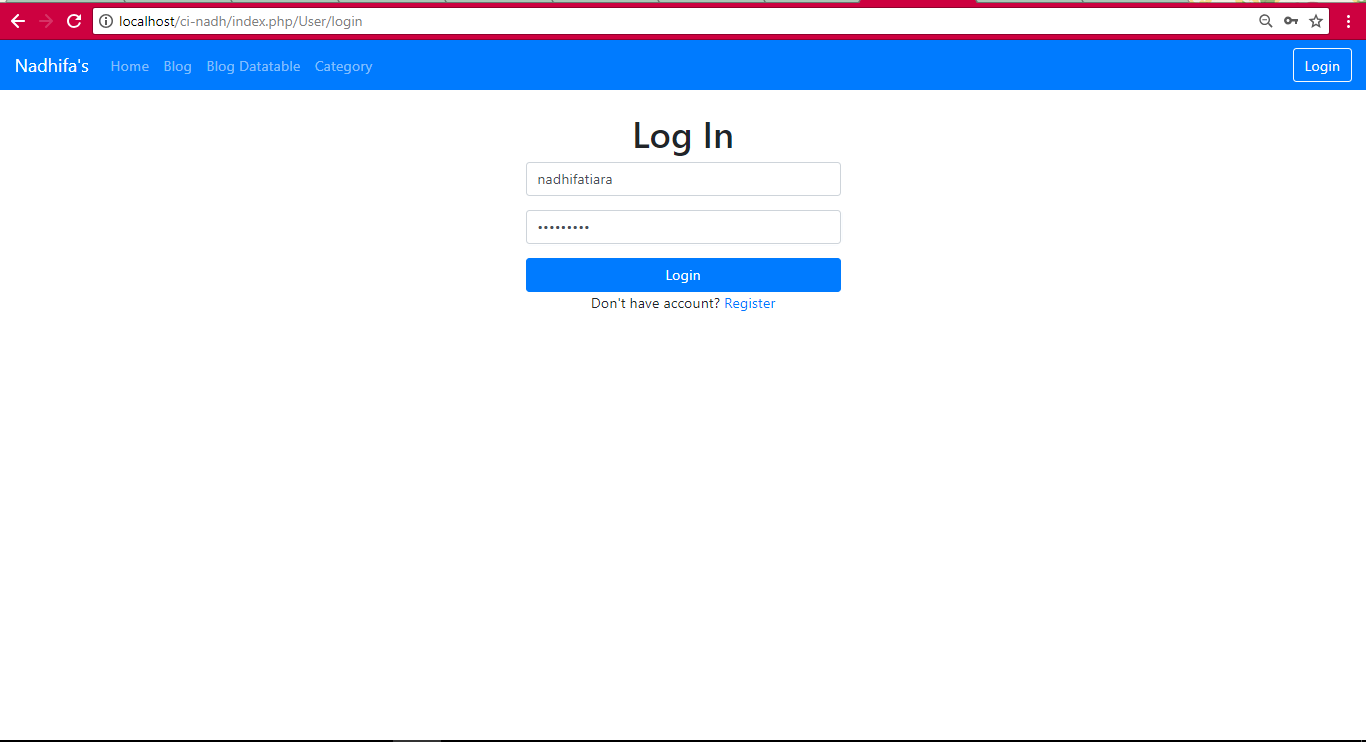 localhost/ci-nadh/index.php/User/login
Nadhifa's Home Blog Blog Datatable Category Login
Log In
nadhifatiara
•••••••••
Login
Don't have account? Register